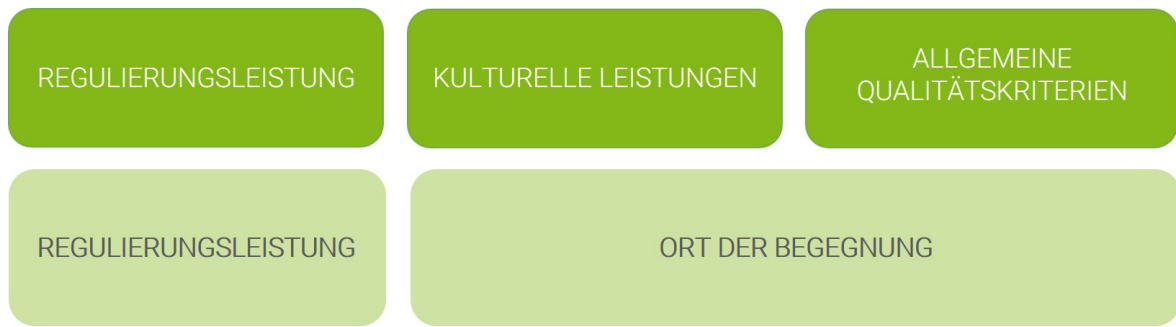 REGULIERUNGSLEISTUNG
KULTURELLE LEISTUNGEN
ALLGEMEINE
QUALITÄTSKRITERIEN
REGULIERUNGSLEISTUNG
ORT DER BEGEGNUNG